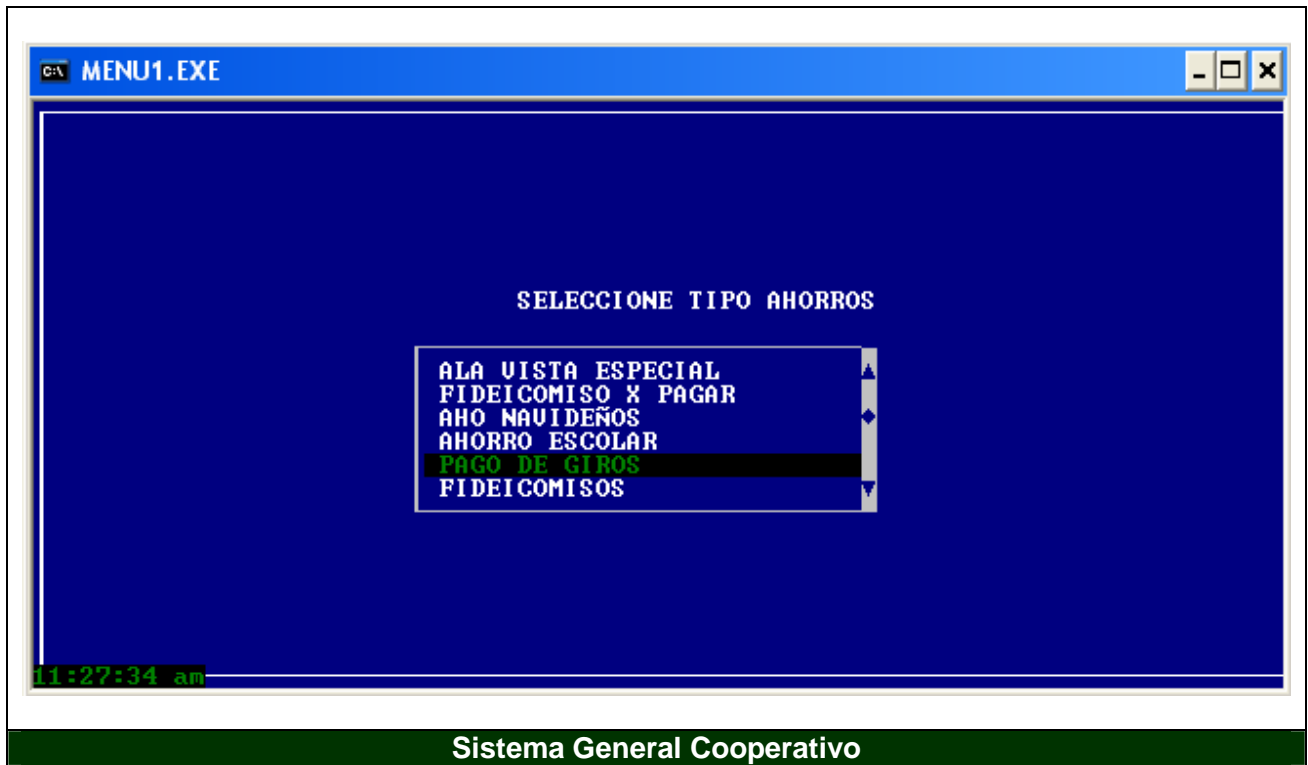 C:\ MENU1.EXE
SELECCIONE TIPO AHORROS
ALA VISTA ESPECIAL
FIDEICOMISO X PAGAR
AHO NAVIDEÑOS
AHORRO ESCOLAR
PAGO DE GIROS
FIDEICOMISOS
11:27:34 am
Sistema General Cooperativo